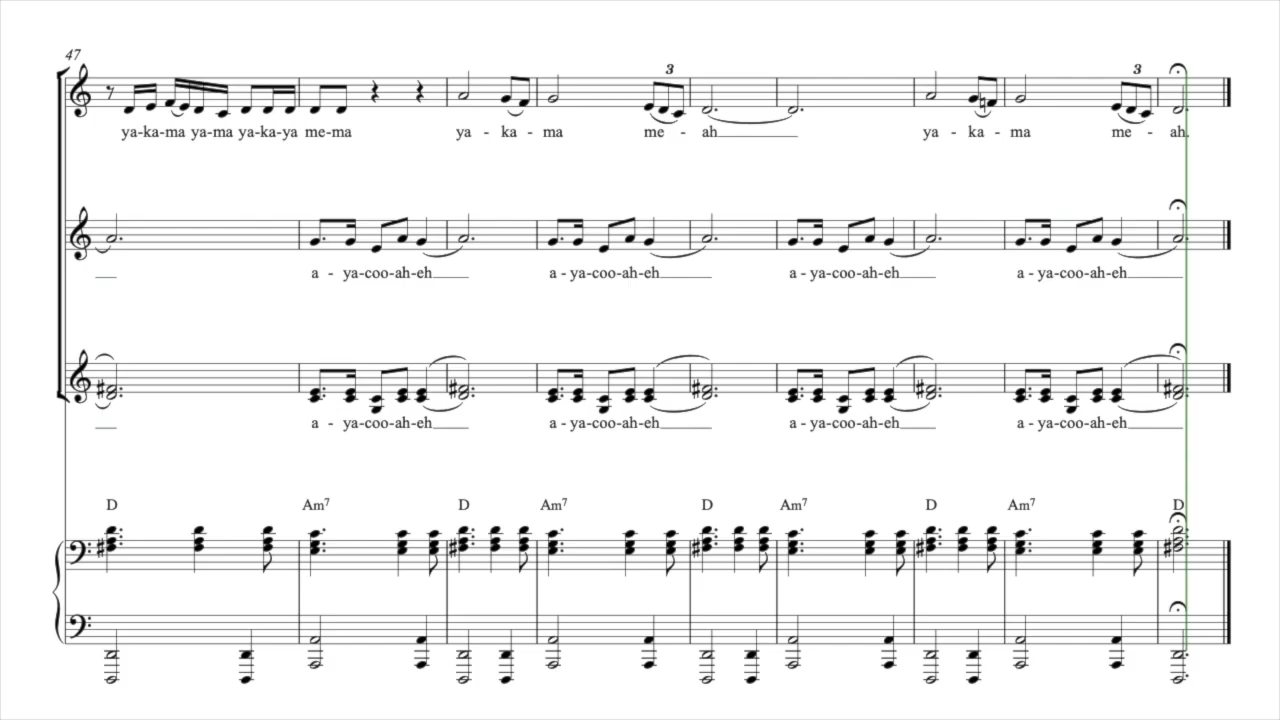 47
3 3
ya-ka-ma ya-ma ya-ka-ya me-ma ya - ka - ma me - ah ya - ka - ma me - ah.
a - ya-coo-ah-eh a - ya-coo-ah-eh a - ya-coo-ah-eh a - ya-coo-ah-eh
a - ya-coo-ah-eh a - ya-coo-ah-eh a - ya-coo-ah-eh a - ya-coo-ah-eh
D Am7 D Am7 D Am7 D Am7 D